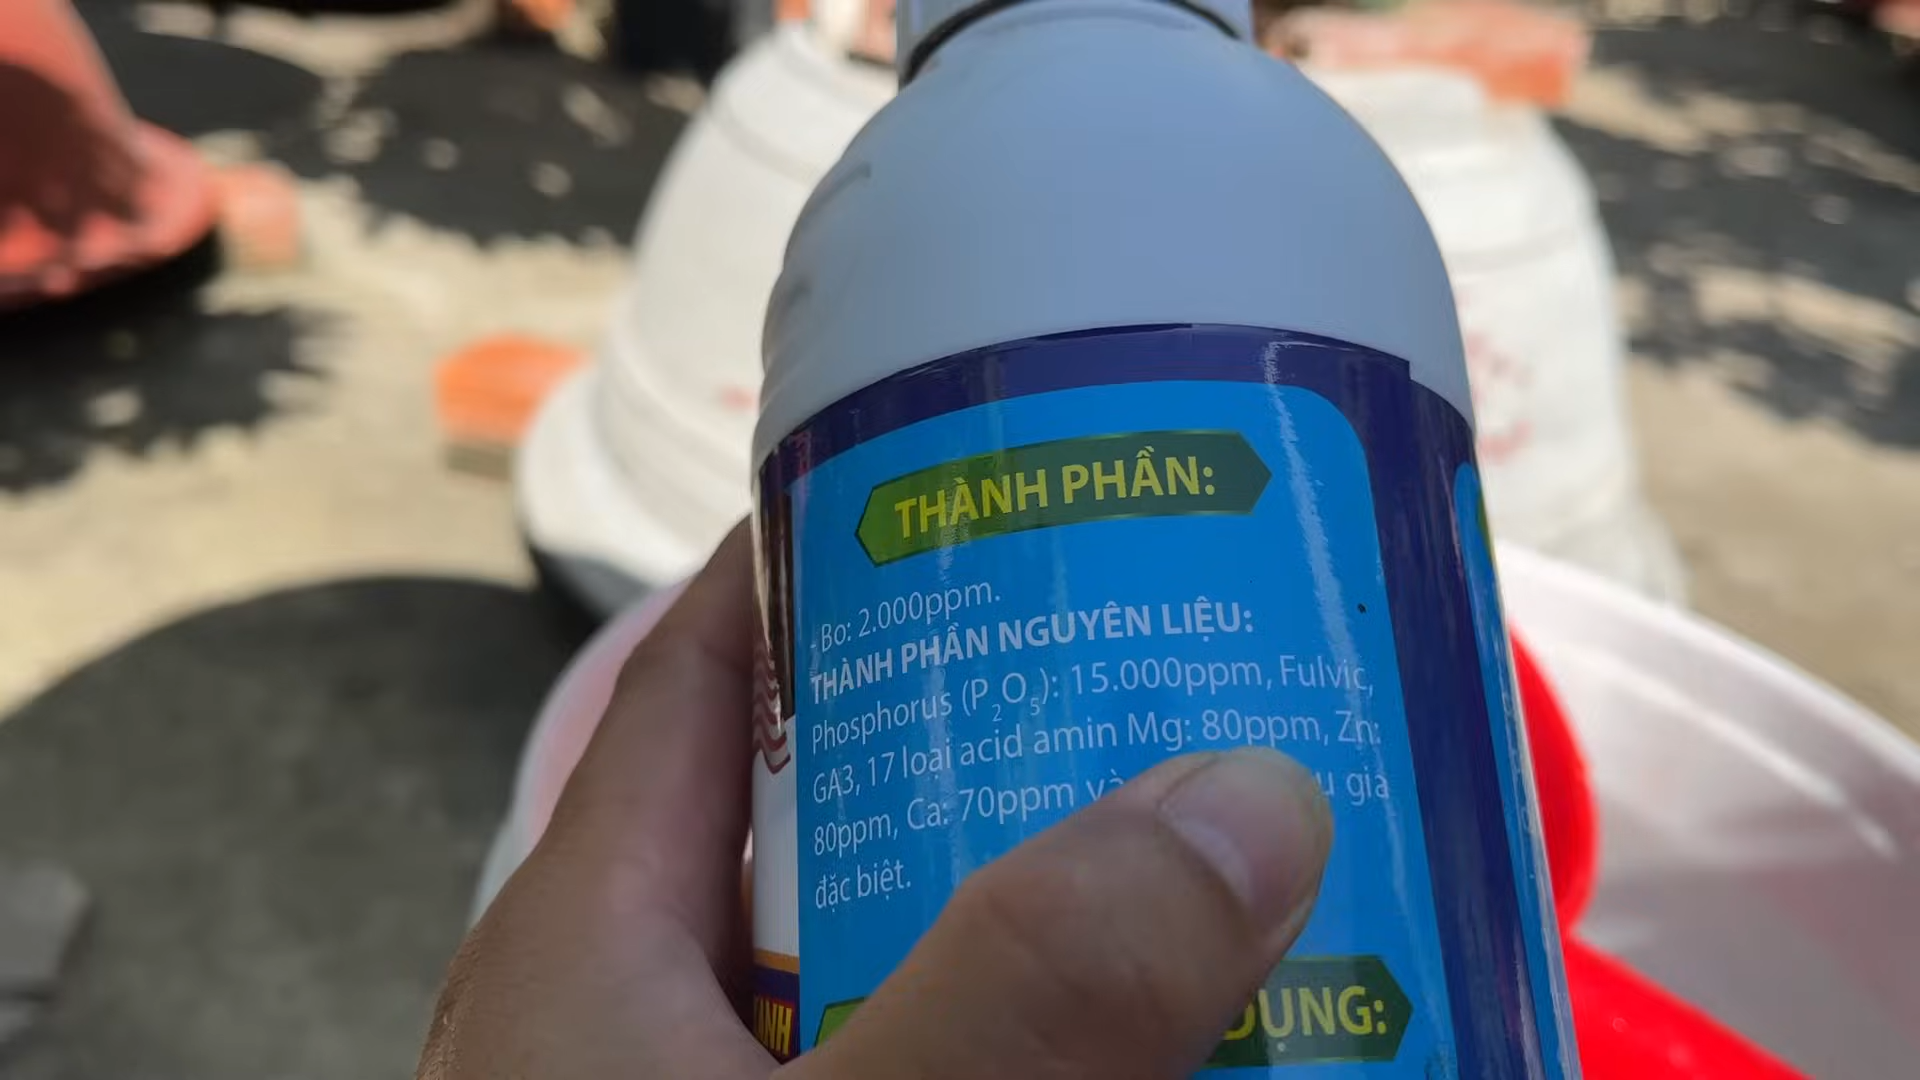 THÀNH PHẦN:
- Bo: 2.000ppm.
THÀNH PHẦN NGUYÊN LIỆU:
Phosphorus (P2O5): 15.000ppm, Fulvic,
GA3, 17 loại acid amin Mg: 80ppm, Zn:
80ppm, Ca: 70ppm và gia
đặc biệt.
DỤNG: